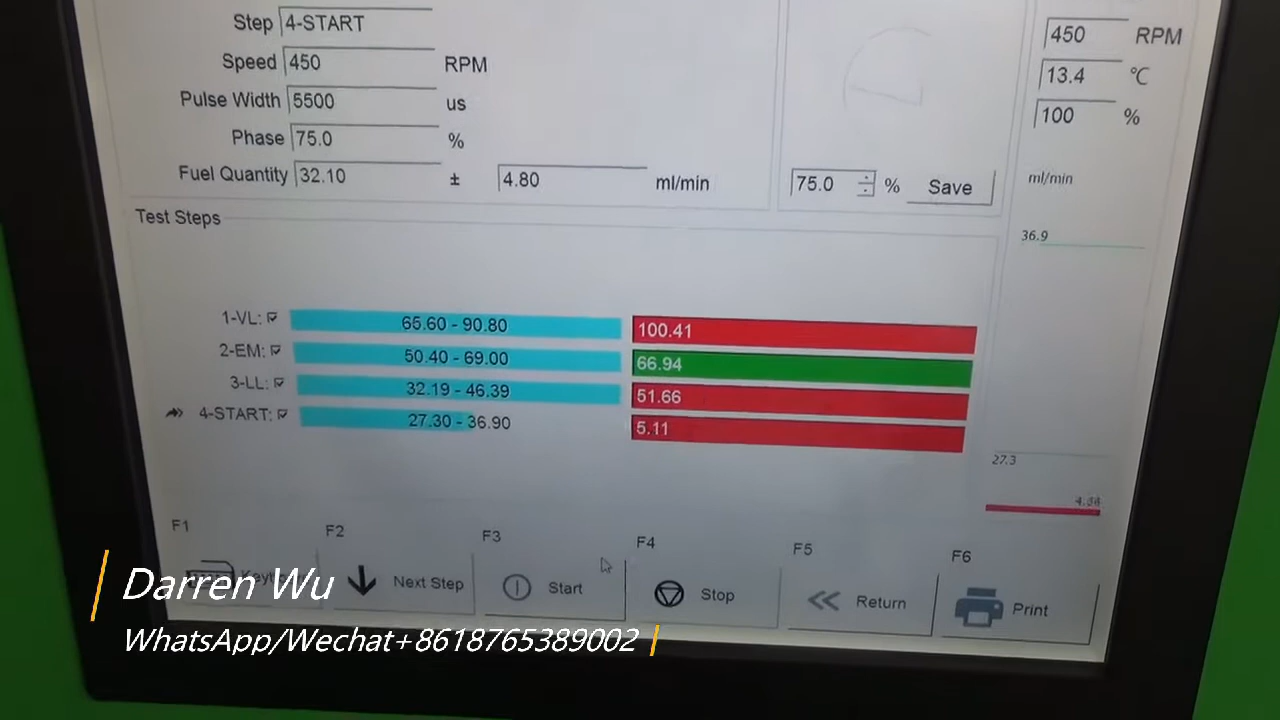 Step 4-START
Speed 450 RPM
Pulse Width 5500 us
Phase 75.0 %
Fuel Quantity 32.10 ± 4.80 ml/min
75.0 % Save
450 RPM
13.4 ℃
100 %
ml/min
36.9
27.3
4.36
Test Steps
1-VL: 65.60 - 90.80 100.41
2-EM: 50.40 - 69.00 66.94
3-LL: 32.19 - 46.39 51.66
4-START: 27.30 - 36.90 5.11
F1
F2 Next Step
F3 Start
F4 Stop
F5 Return
F6 Print
Darren Wu
WhatsApp/Wechat+8618765389002